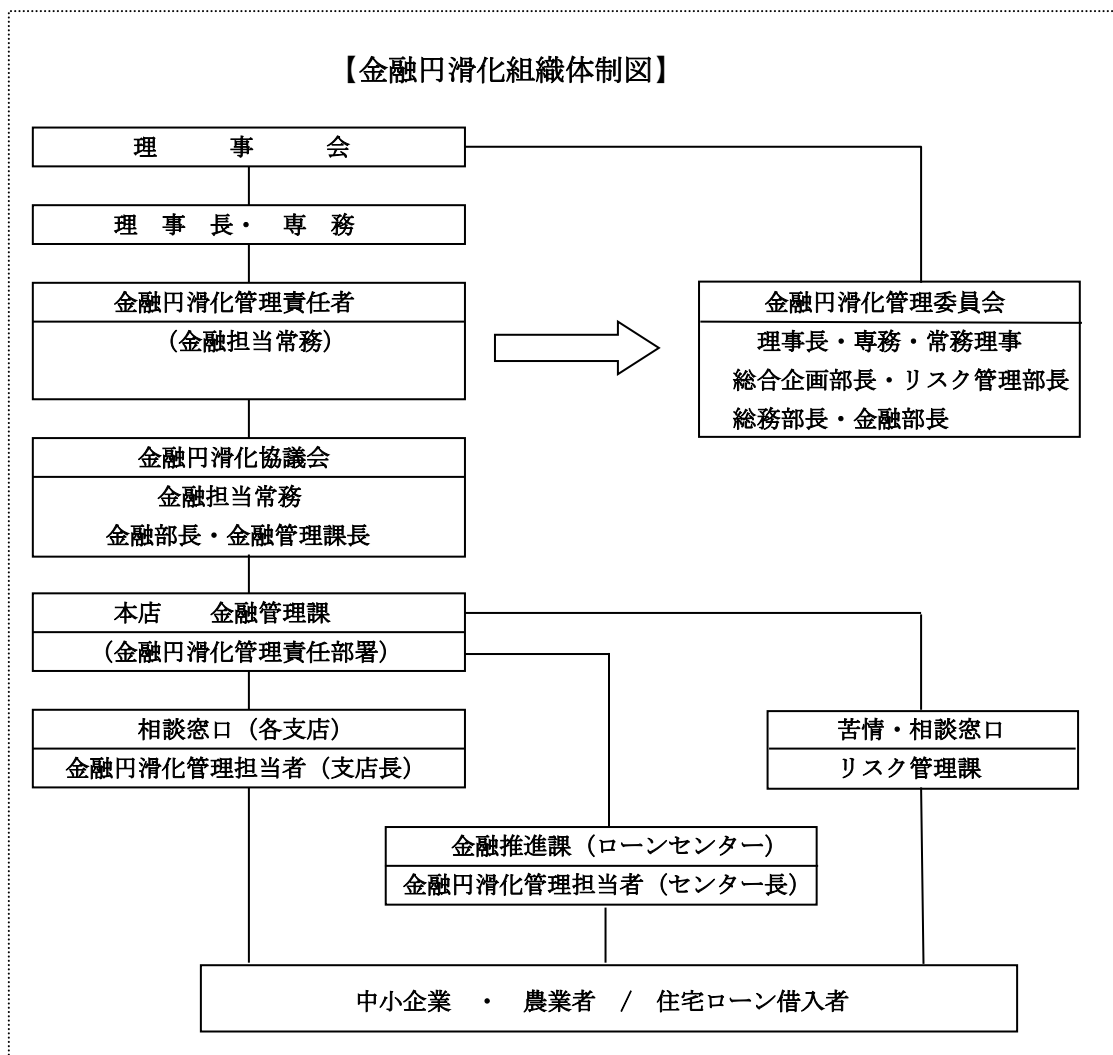 【金融円滑化組織体制図】
理 事 会
理 事 長・ 専 務
金融円滑化管理責任者
(金融担当常務)
金融円滑化管理委員会
理事長・専務・常務理事
総合企画部長・リスク管理部長
総務部長・金融部長
金融円滑化協議会
金融担当常務
金融部長・金融管理課長
本店 金融管理課
(金融円滑化管理責任部署)
相談窓口(各支店)
金融円滑化管理担当者(支店長)
苦情・相談窓口
リスク管理課
金融推進課(ローンセンター)
金融円滑化管理担当者(センター長)
中小企業 ・ 農業者 / 住宅ローン借入者